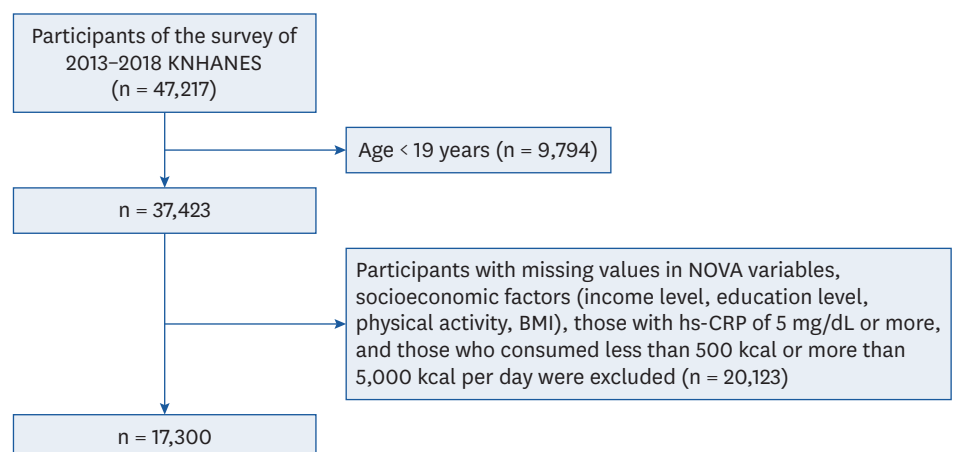 Participants of the survey of
2013–2018 KNHANES
(n = 47,217)
Age < 19 years (n = 9,794)
n = 37,423
Participants with missing values in NOVA variables,
socioeconomic factors (income level, education level,
physical activity, BMI), those with hs-CRP of 5 mg/dL or more,
and those who consumed less than 500 kcal or more than
5,000 kcal per day were excluded (n = 20,123)
n = 17,300